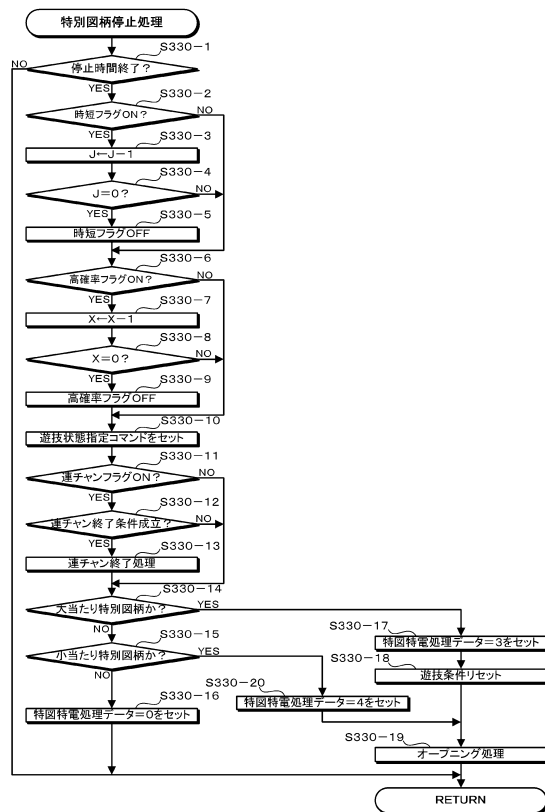 特別図柄停止処理
S330-1
停止時間終了？
NO
YES
S330-2
時短フラグON？
NO
YES
S330-3
J←J-1
S330-4
J=0？
NO
YES
S330-5
時短フラグOFF
S330-6
高確率フラグON？
NO
YES
S330-7
X←X-1
S330-8
X=0？
NO
YES
S330-9
高確率フラグOFF
S330-10
遊技状態指定コマンドをセット
S330-11
連チャンフラグON？
NO
YES
S330-12
連チャン終了条件成立？
NO
YES
S330-13
連チャン終了処理
S330-14
大当たり特別図柄か？
YES
NO
S330-15
小当たり特別図柄か？
YES
NO
S330-16
特図特電処理データ=0をセット
S330-17
特図特電処理データ=3をセット
S330-18
遊技条件リセット
S330-20
特図特電処理データ=4をセット
S330-19
オープニング処理
RETURN